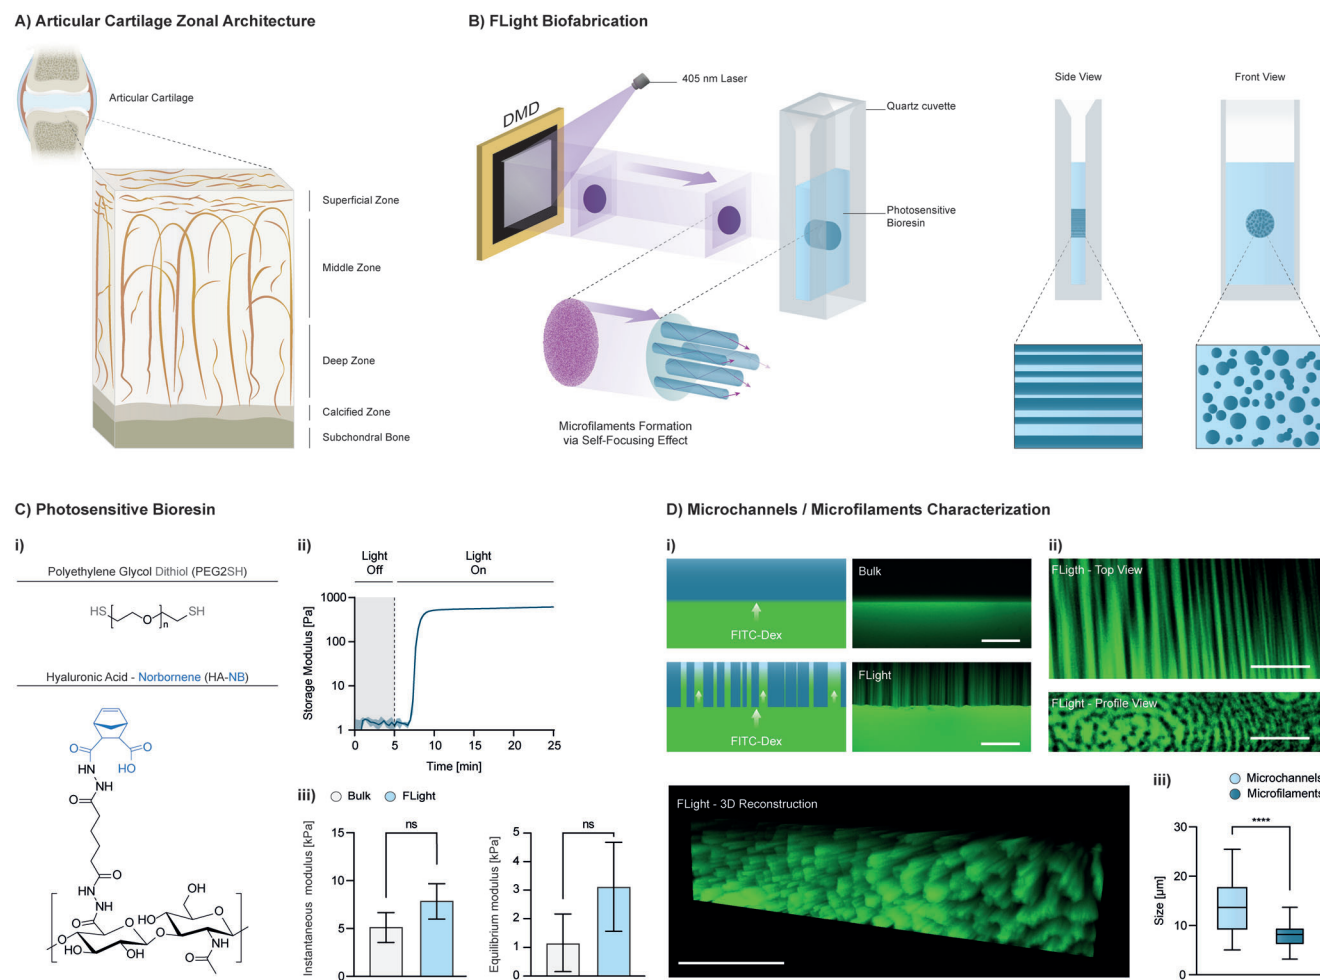 A) Articular Cartilage Zonal Architecture
Articular Cartilage
Superficial Zone
Middle Zone
Deep Zone
Calcified Zone
Subchondral Bone
B) FLight Biofabrication
405 nm Laser
DMD
Quartz cuvette
Photosensitive
Bioresin
Microfilaments Formation
via Self-Focusing Effect
Side View
Front View
C) Photosensitive Bioresin
i)
Polyethylene Glycol Dithiol (PEG2SH)
HS
O
n
SH
Hyaluronic Acid - Norbornene (HA-NB)
O
O
HO
HN
NH
O
O
HN
NH
O
O
HO
OH
O
HO
OH
O
O
NH
O
O
ii)
Light
Off
Light
On
Storage Modulus [Pa]
1000
100
10
1
0
5
10
15
20
25
Time [min]
iii)
Bulk
FLight
Instantaneous modulus [kPa]
15
10
5
0
ns
Equilibrium modulus [kPa]
5
4
3
2
1
0
ns
D) Microchannels / Microfilaments Characterization
i)
FITC-Dex
Bulk
FITC-Dex
FLight
ii)
FLigth - Top View
FLight - Profile View
FLight - 3D Reconstruction
iii)
Microchannels
Microfilaments
Size [µm]
30
20
10
0
****